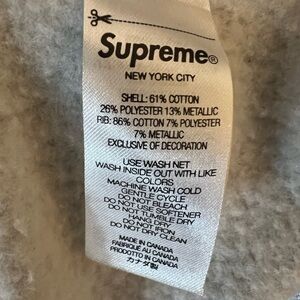 Supreme®
NEW YORK CITY
SHELL: 61% COTTON
26% POLYESTER 13% METALLIC
RIB: 86% COTTON 7% POLYESTER
7% METALLIC
EXCLUSIVE OF DECORATION
USE WASH NET
WASH INSIDE OUT WITH LIKE
COLORS
MACHINE WASH COLD
GENTLE CYCLE
DO NOT BLEACH
DO NOT USE SOFTENER
DO NOT TUMBLE DRY
HANG DRY
DO NOT IRON
DO NOT DRY CLEAN
MADE IN CANADA
FABRIQUÉ AU CANADA
PRODOTTO IN CANADA
カナダ製